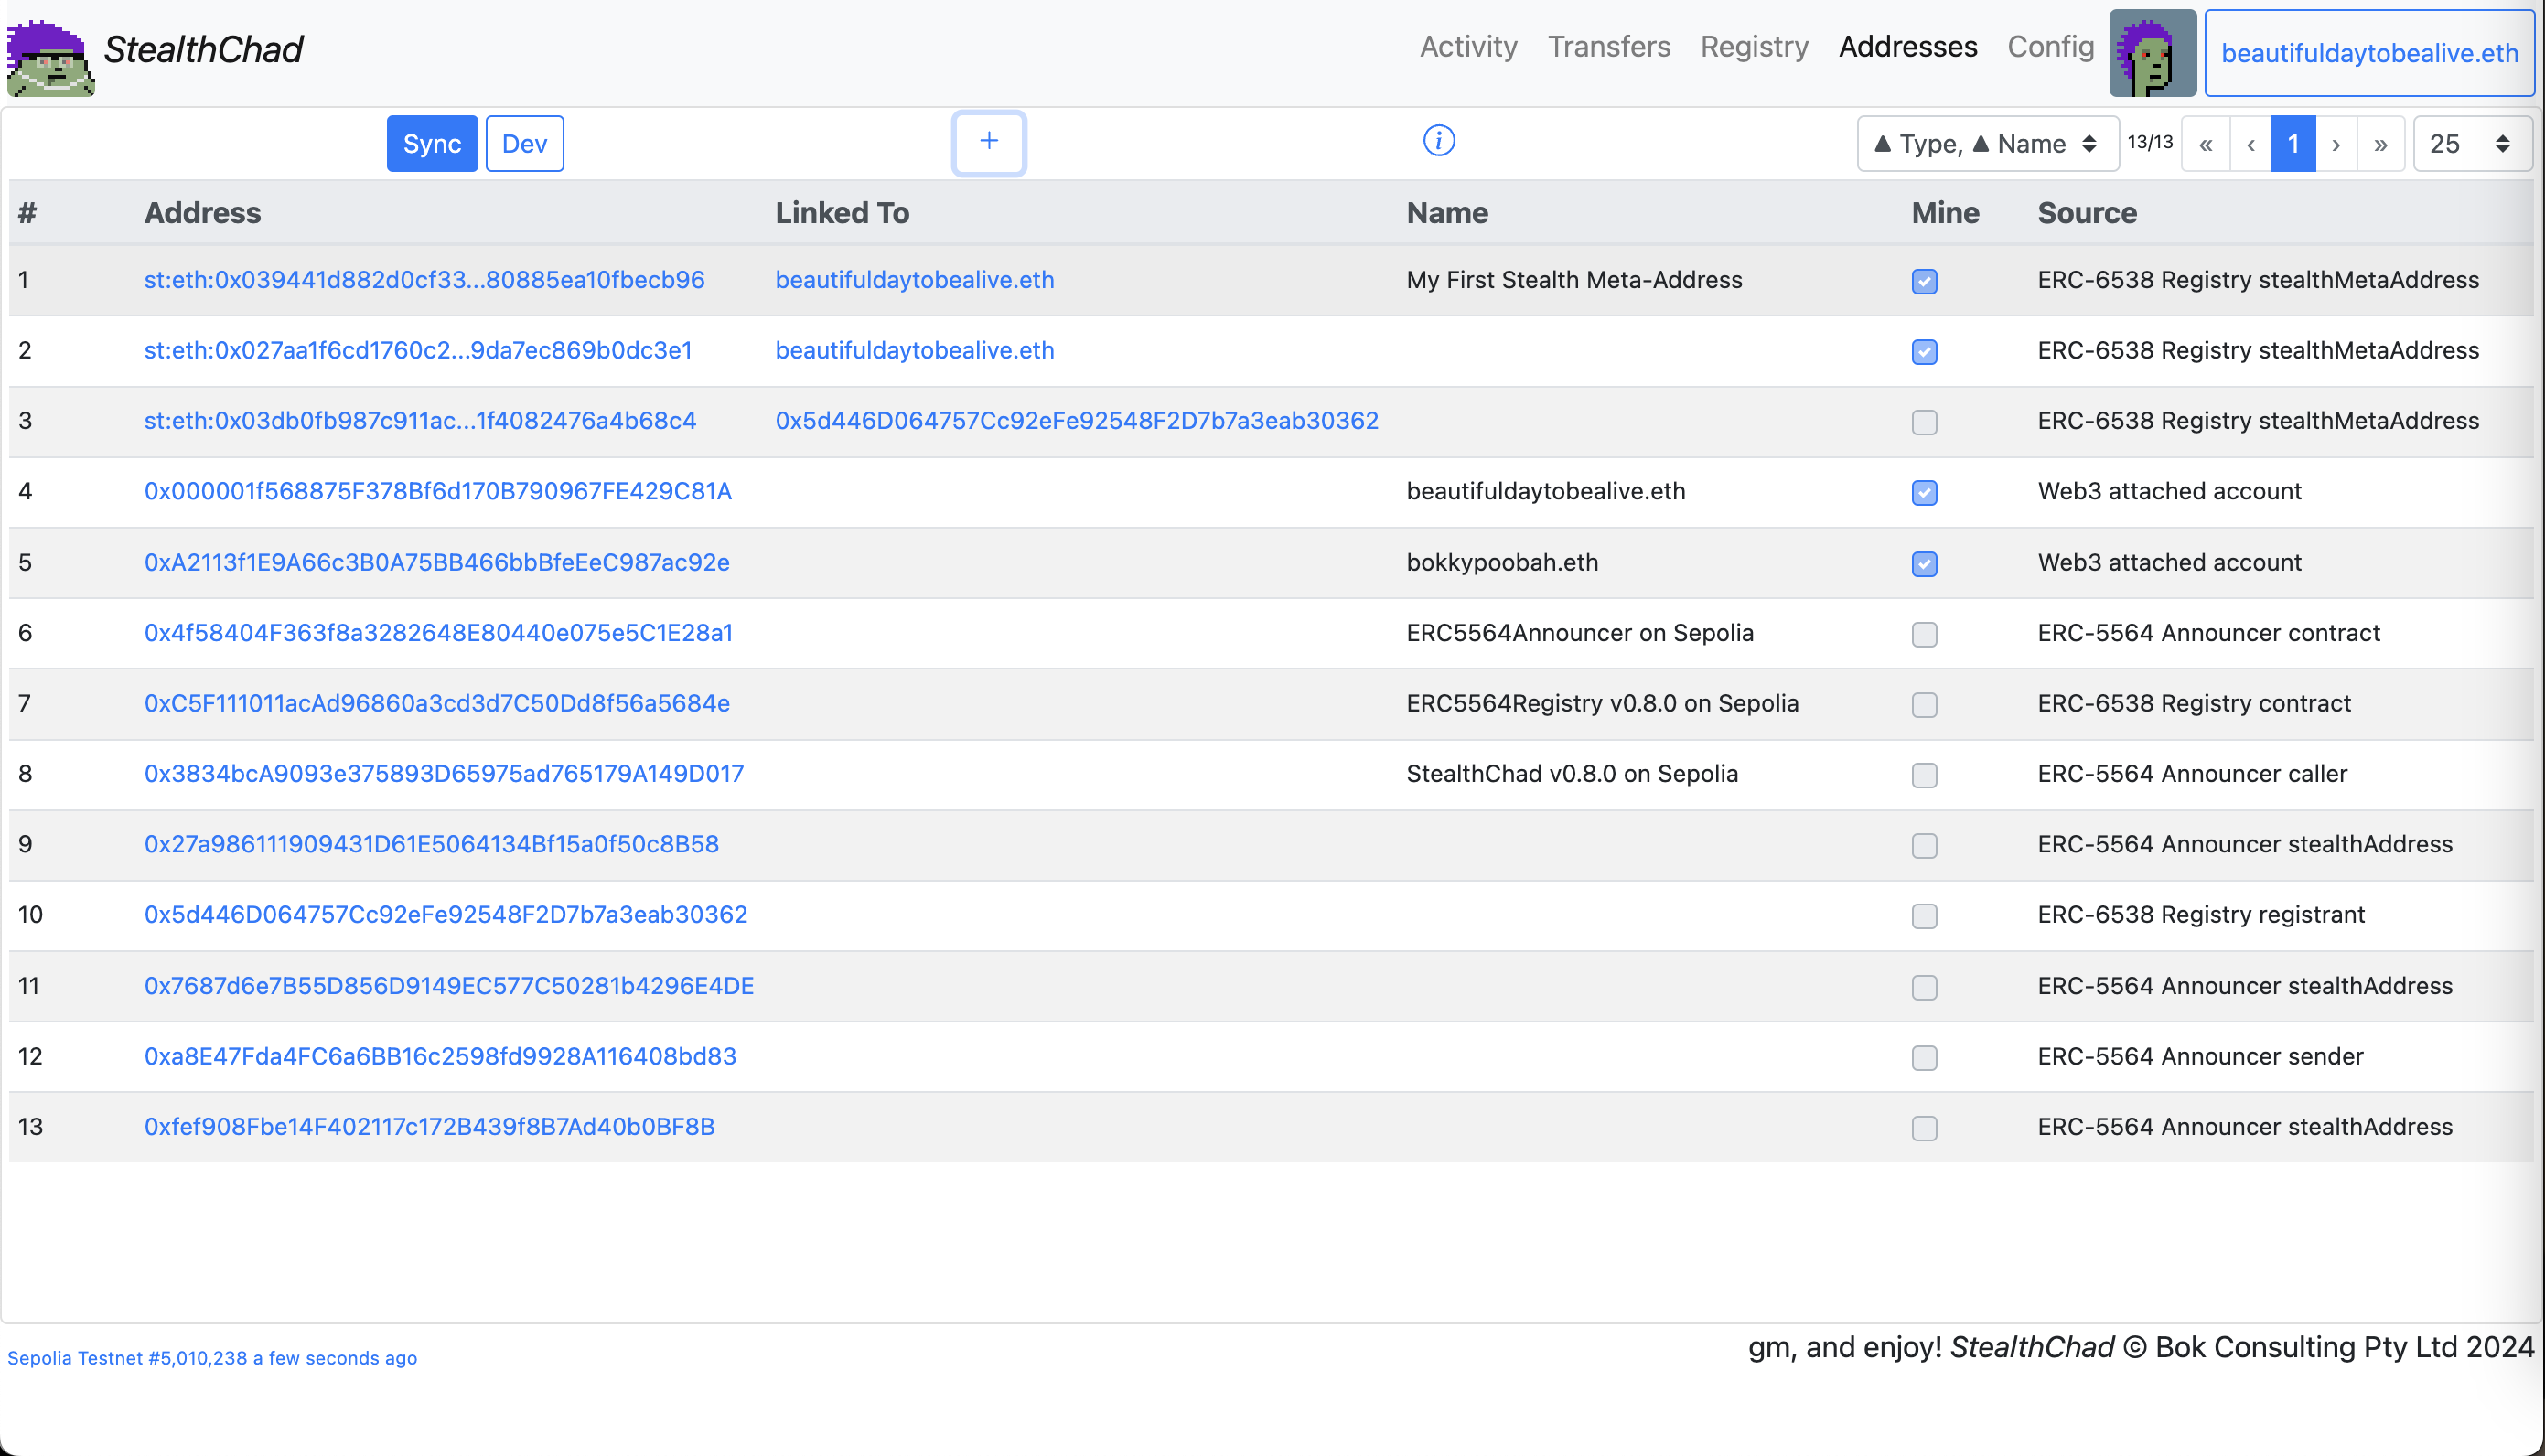 StealthChad Activity Transfers Registry Addresses Config beautifuldaytobealive.eth
Sync Dev + i ▲ Type, ▲ Name 13/13 « ‹ 1 › » 25
# Address Linked To Name Mine Source
1 st:eth:0x039441d882d0cf33...80885ea10fbecb96 beautifuldaytobealive.eth My First Stealth Meta-Address ERC-6538 Registry stealthMetaAddress
2 st:eth:0x027aa1f6cd1760c2...9da7ec869b0dc3e1 beautifuldaytobealive.eth ERC-6538 Registry stealthMetaAddress
3 st:eth:0x03db0fb987c911ac...1f4082476a4b68c4 0x5d446D064757Cc92eFe92548F2D7b7a3eab30362 ERC-6538 Registry stealthMetaAddress
4 0x000001f568875F378Bf6d170B790967FE429C81A beautifuldaytobealive.eth Web3 attached account
5 0xA2113f1E9A66c3B0A75BB466bbBfeEeC987ac92e bokkypoobah.eth Web3 attached account
6 0x4f58404F363f8a3282648E80440e075e5C1E28a1 ERC5564Announcer on Sepolia ERC-5564 Announcer contract
7 0xC5F111011acAd96860a3cd3d7C50Dd8f56a5684e ERC5564Registry v0.8.0 on Sepolia ERC-6538 Registry contract
8 0x3834bcA9093e375893D65975ad765179A149D017 StealthChad v0.8.0 on Sepolia ERC-5564 Announcer caller
9 0x27a986111909431D61E5064134Bf15a0f50c8B58 ERC-5564 Announcer stealthAddress
10 0x5d446D064757Cc92eFe92548F2D7b7a3eab30362 ERC-6538 Registry registrant
11 0x7687d6e7B55D856D9149EC577C50281b4296E4DE ERC-5564 Announcer stealthAddress
12 0xa8E47Fda4FC6a6BB16c2598fd9928A116408bd83 ERC-5564 Announcer sender
13 0xfef908Fbe14F402117c172B439f8B7Ad40b0BF8B ERC-5564 Announcer stealthAddress
gm, and enjoy! StealthChad © Bok Consulting Pty Ltd 2024
Sepolia Testnet #5,010,238 a few seconds ago